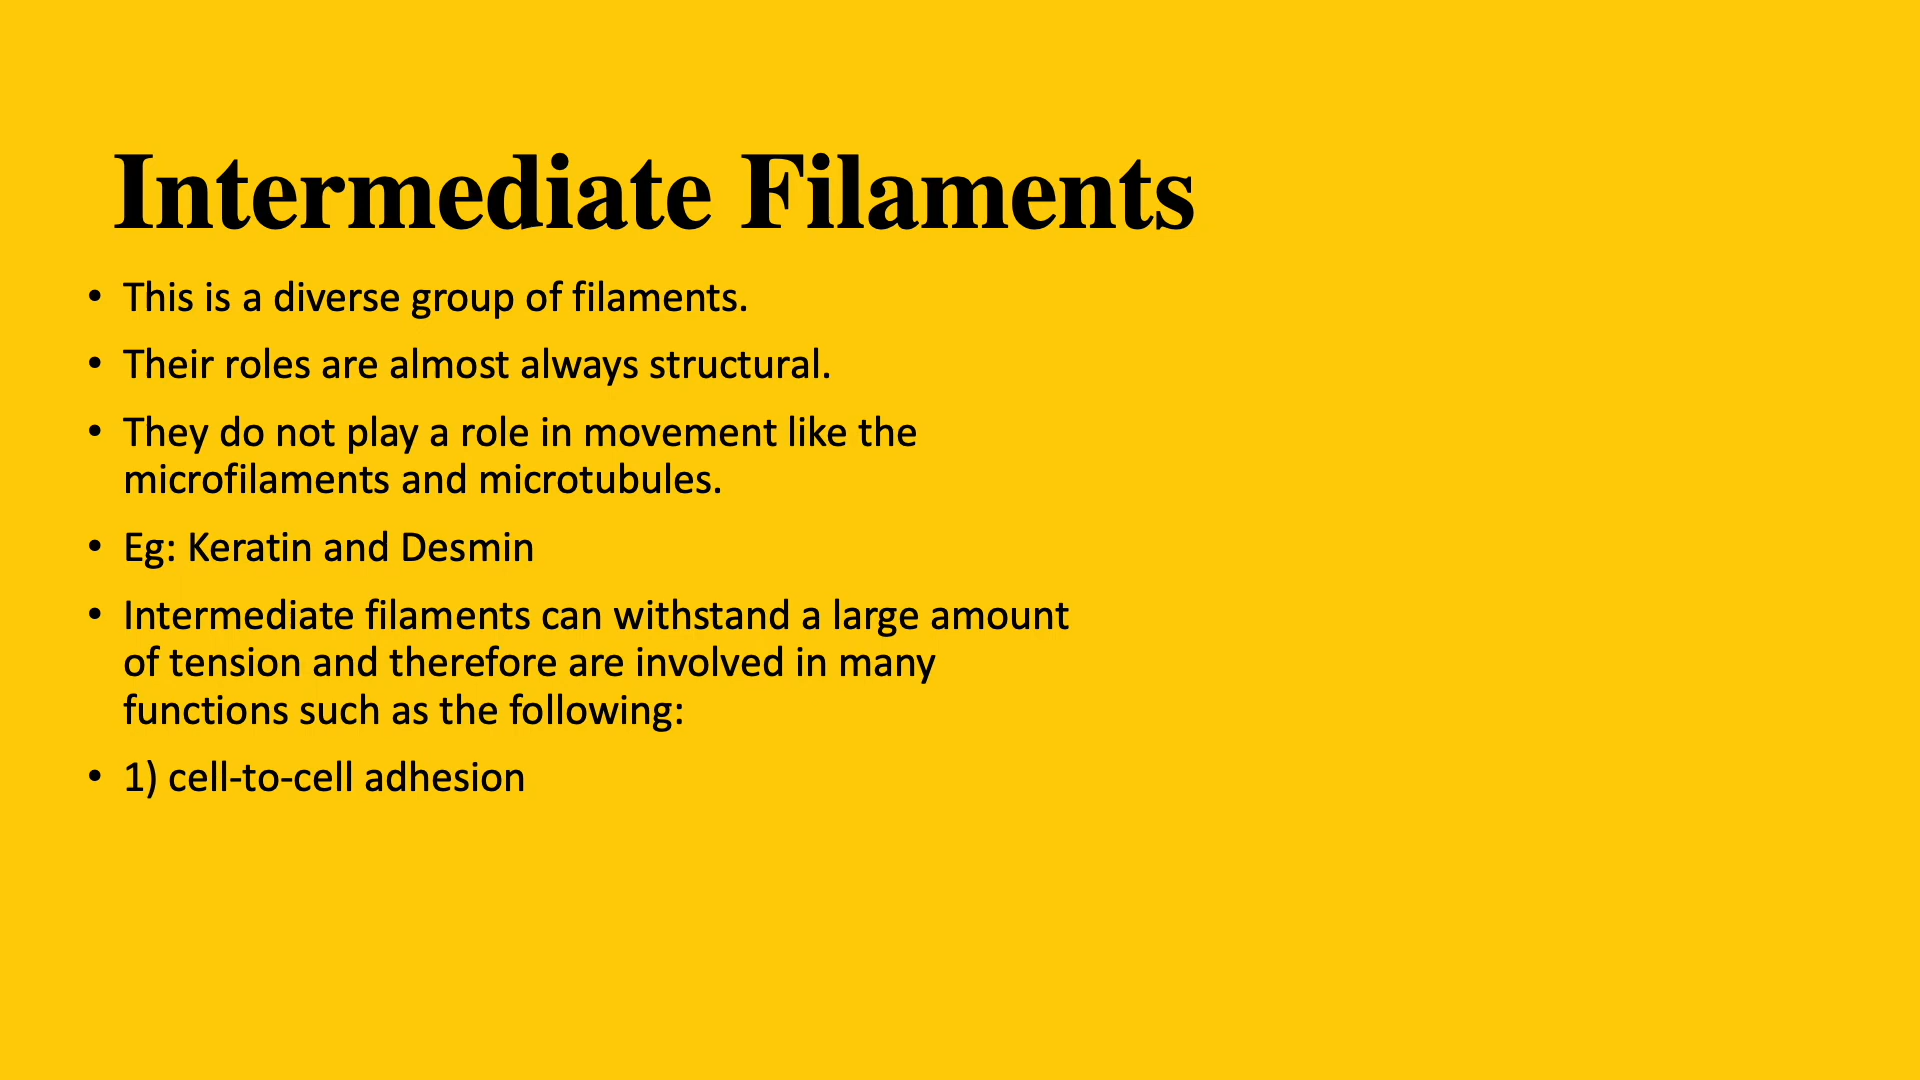 Intermediate Filaments
• This is a diverse group of filaments.
• Their roles are almost always structural.
• They do not play a role in movement like the
microfilaments and microtubules.
• Eg: Keratin and Desmin
• Intermediate filaments can withstand a large amount
of tension and therefore are involved in many
functions such as the following:
• 1) cell-to-cell adhesion